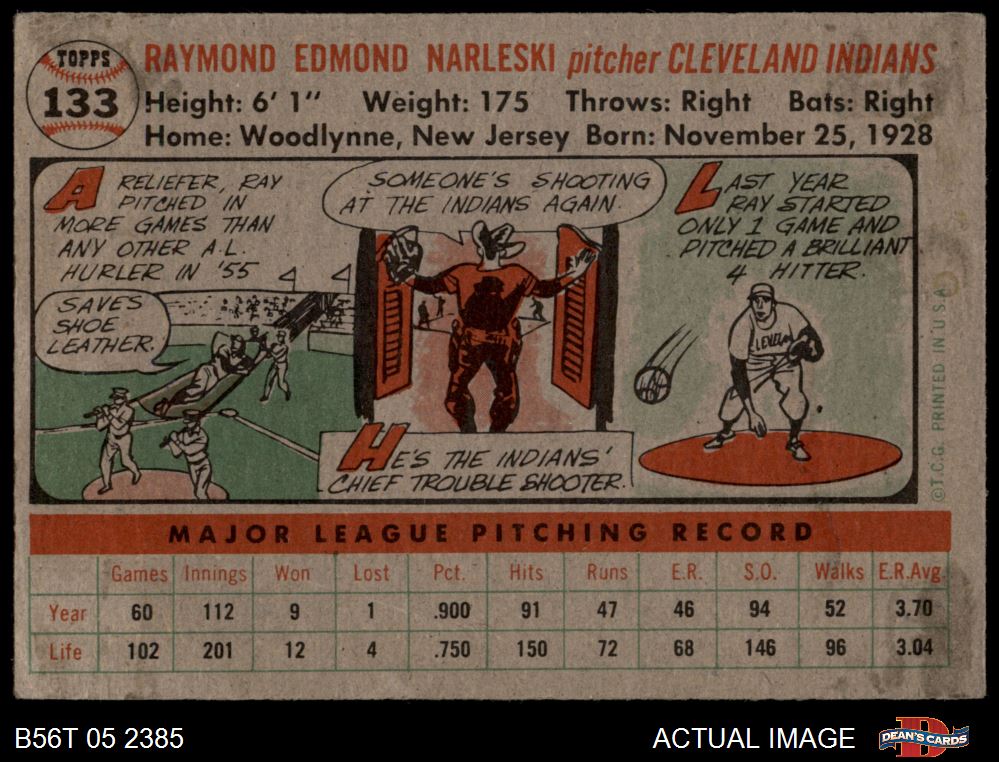 TOPPS
133
RAYMOND EDMOND NARLESKI pitcher CLEVELAND INDIANS
Height: 6' 1" Weight: 175 Throws: Right Bats: Right
Home: Woodlynne, New Jersey Born: November 25, 1928
A RELIEFER, RAY
PITCHED IN
MORE GAMES THAN
ANY OTHER A.L.
HURLER IN '55
SAVES
SHOE
LEATHER.
SOMEONE'S SHOOTING
AT THE INDIANS AGAIN.
HE'S THE INDIANS'
CHIEF TROUBLE SHOOTER.
LAST YEAR
RAY STARTED
ONLY 1 GAME AND
PITCHED A BRILLIANT
4 HITTER.
©T.C.G. PRINTED IN U.S.A.
MAJOR LEAGUE PITCHING RECORD
Games Innings Won Lost Pct. Hits Runs E.R. S.O. Walks E.R.Avg.
Year 60 112 9 1 .900 91 47 46 94 52 3.70
Life 102 201 12 4 .750 150 72 68 146 96 3.04
B56T 05 2385
ACTUAL IMAGE
DEAN'S CARDS